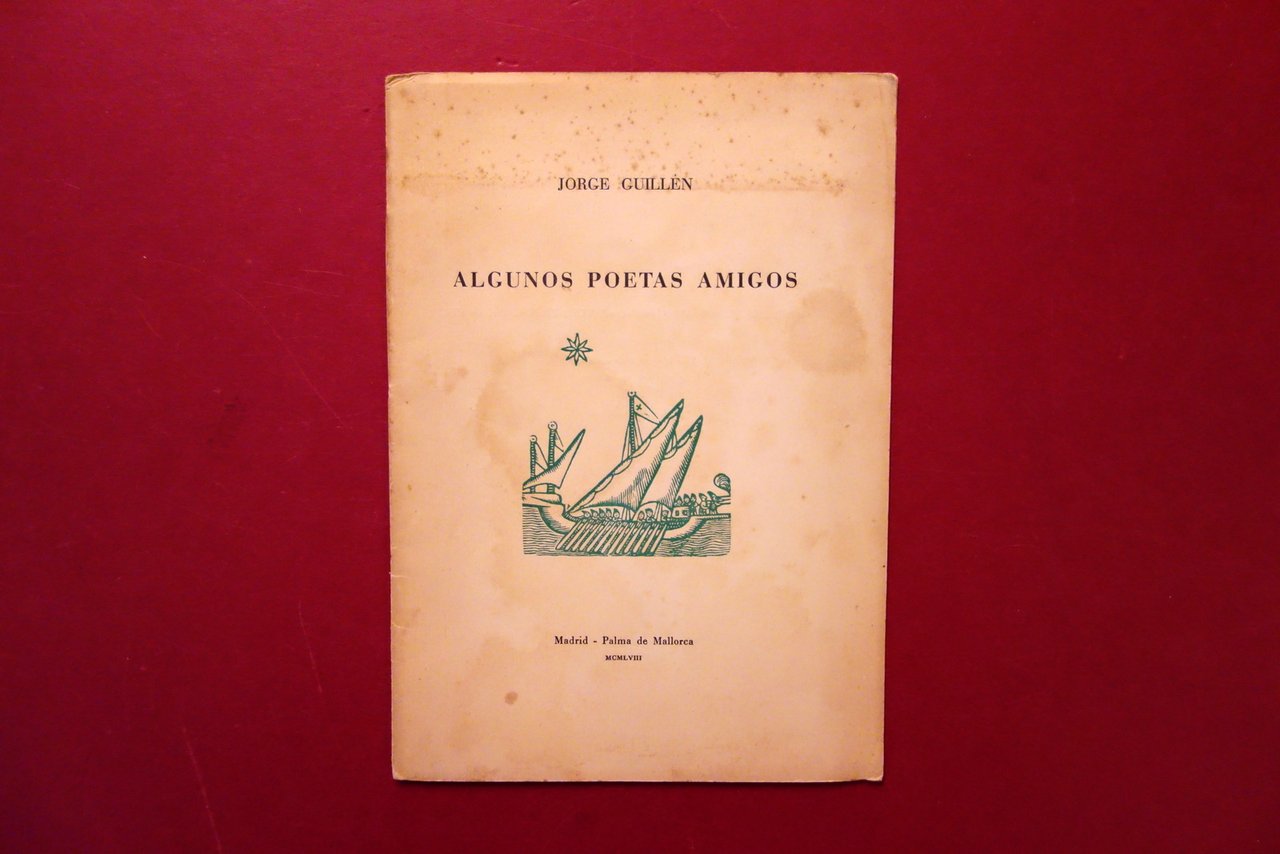 JORGE GUILLÉN
ALGUNOS POETAS AMIGOS
Madrid - Palma de Mallorca
MCMLVIII